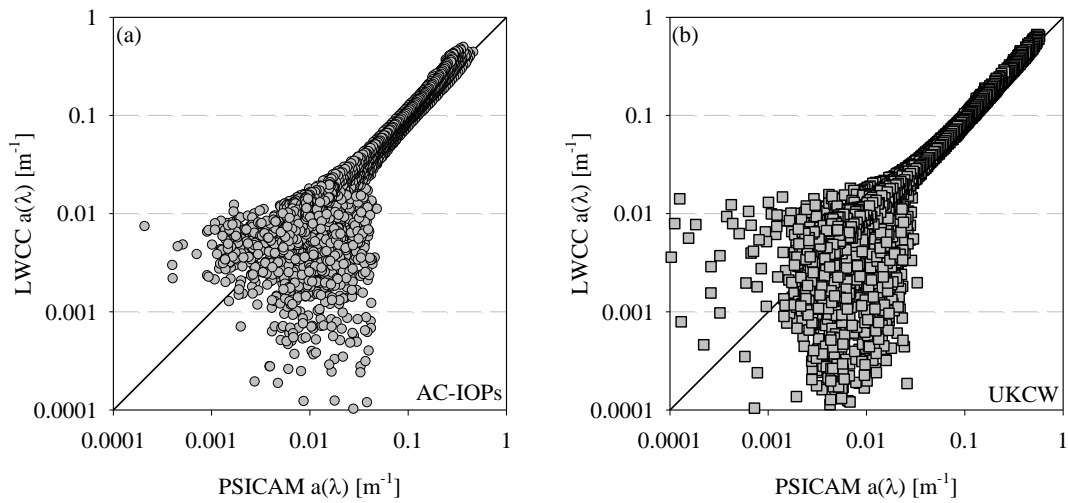 (a)
1
0.1
0.01
0.001
0.0001
LWCC a(λ) [m⁻¹]
AC-IOPs
0.0001 0.001 0.01 0.1 1
PSICAM a(λ) [m⁻¹]
(b)
1
0.1
0.01
0.001
0.0001
LWCC a(λ) [m⁻¹]
UKCW
0.0001 0.001 0.01 0.1 1
PSICAM a(λ) [m⁻¹]